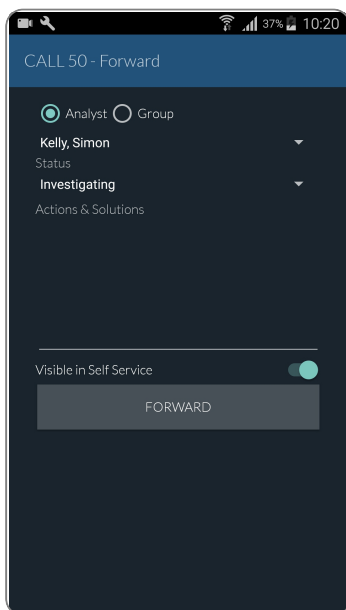 37% 10:20
CALL 50 - Forward
Analyst Group
Kelly, Simon
Status
Investigating
Actions & Solutions
Visible in Self Service
FORWARD